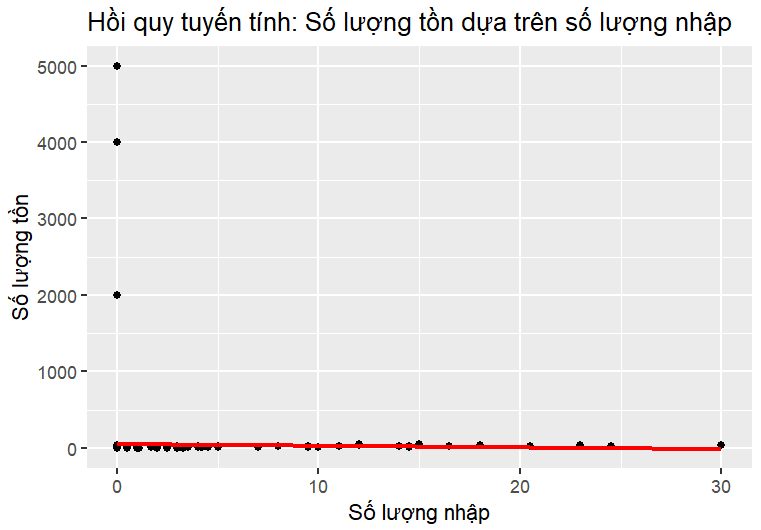 Hồi quy tuyến tính: Số lượng tồn dựa trên số lượng nhập
Số lượng tồn
5000
4000
3000
2000
1000
0
0 10 20 30
Số lượng nhập